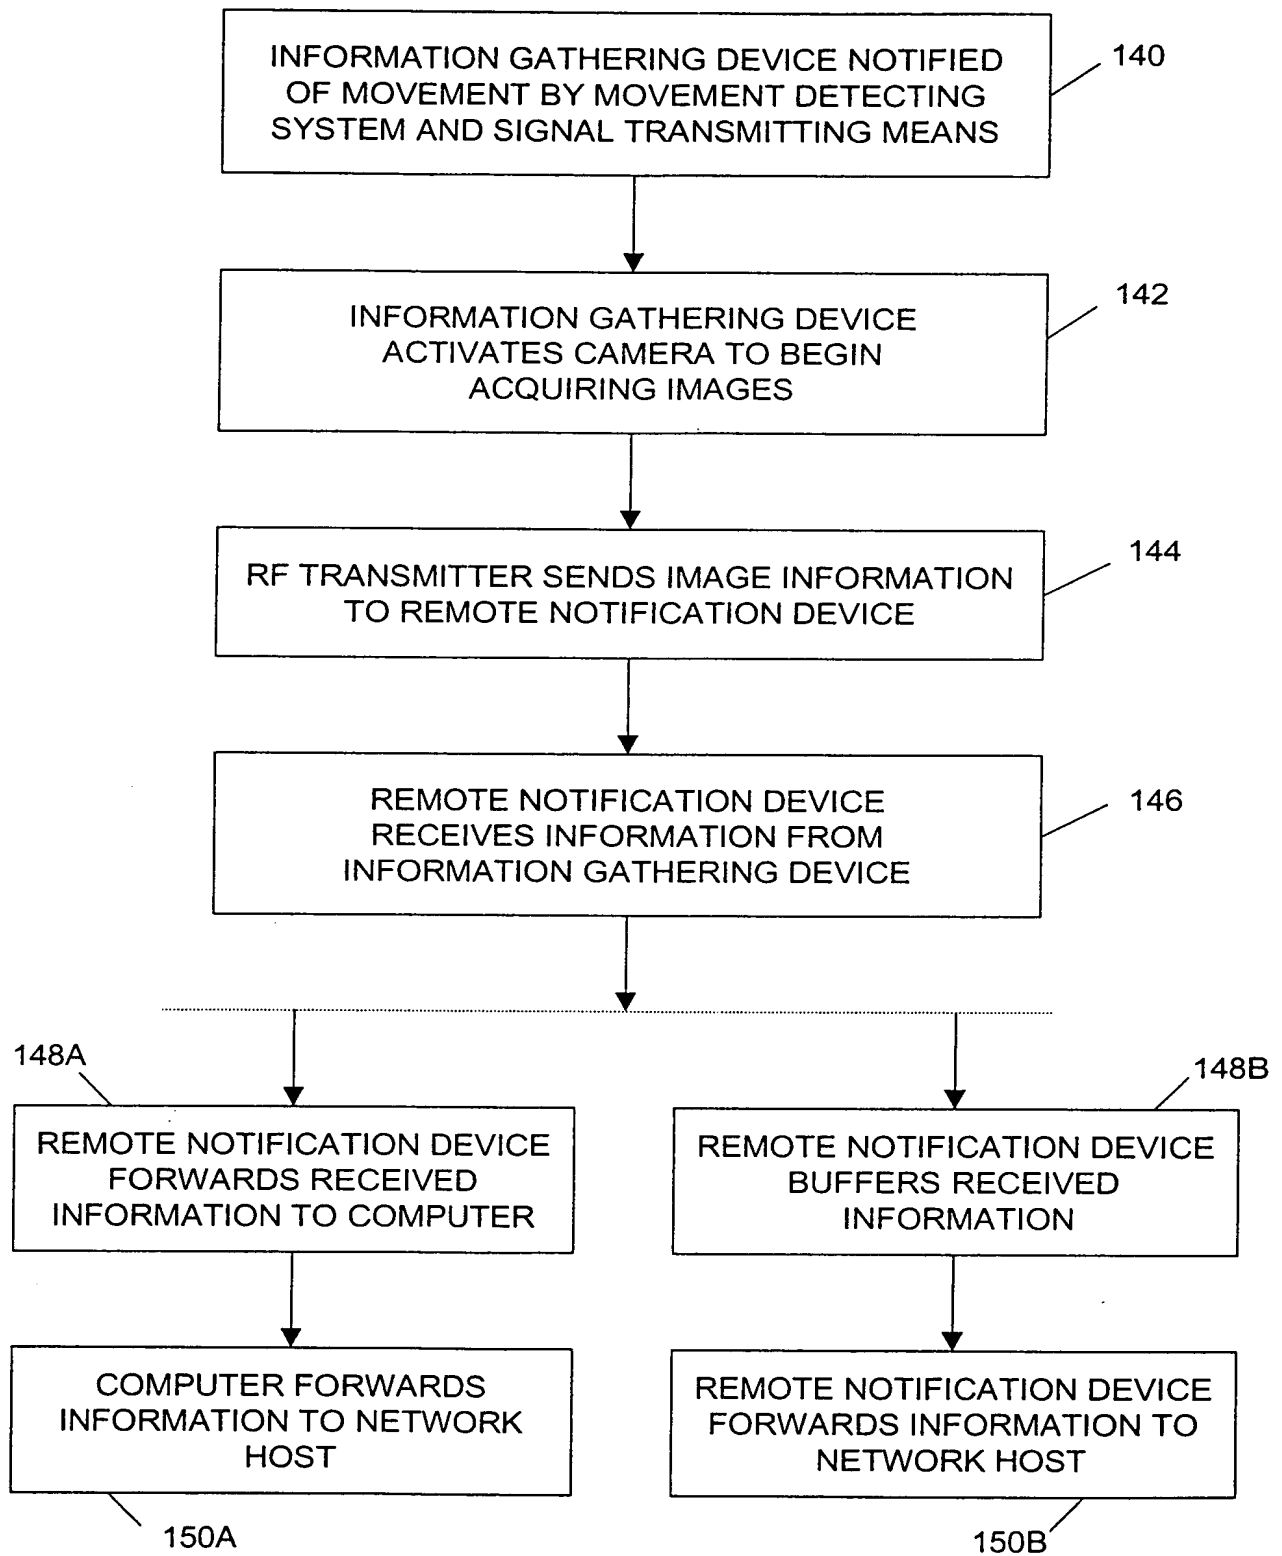 INFORMATION GATHERING DEVICE NOTIFIED
OF MOVEMENT BY MOVEMENT DETECTING
SYSTEM AND SIGNAL TRANSMITTING MEANS
140
INFORMATION GATHERING DEVICE
ACTIVATES CAMERA TO BEGIN
ACQUIRING IMAGES
142
RF TRANSMITTER SENDS IMAGE INFORMATION
TO REMOTE NOTIFICATION DEVICE
144
REMOTE NOTIFICATION DEVICE
RECEIVES INFORMATION FROM
INFORMATION GATHERING DEVICE
146
148A
REMOTE NOTIFICATION DEVICE
FORWARDS RECEIVED
INFORMATION TO COMPUTER
148B
REMOTE NOTIFICATION DEVICE
BUFFERS RECEIVED
INFORMATION
COMPUTER FORWARDS
INFORMATION TO NETWORK
HOST
150A
REMOTE NOTIFICATION DEVICE
FORWARDS INFORMATION TO
NETWORK HOST
150B